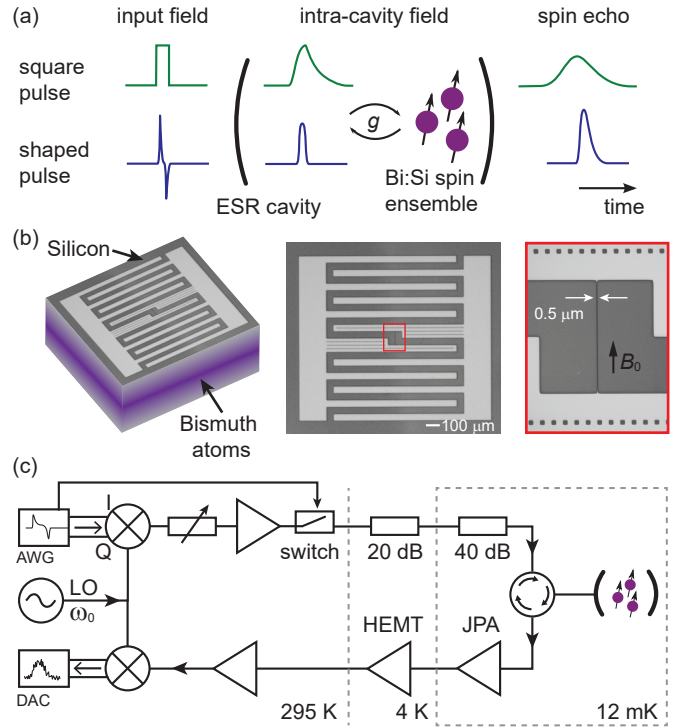 (a)
input field
intra-cavity field
spin echo
square
pulse
shaped
pulse
g
ESR cavity
Bi:Si spin
ensemble
time
(b)
Silicon
Bismuth
atoms
100 μm
0.5 μm
B0
(c)
AWG
I
Q
switch
20 dB
40 dB
LO
ω0
HEMT
JPA
DAC
295 K
4 K
12 mK